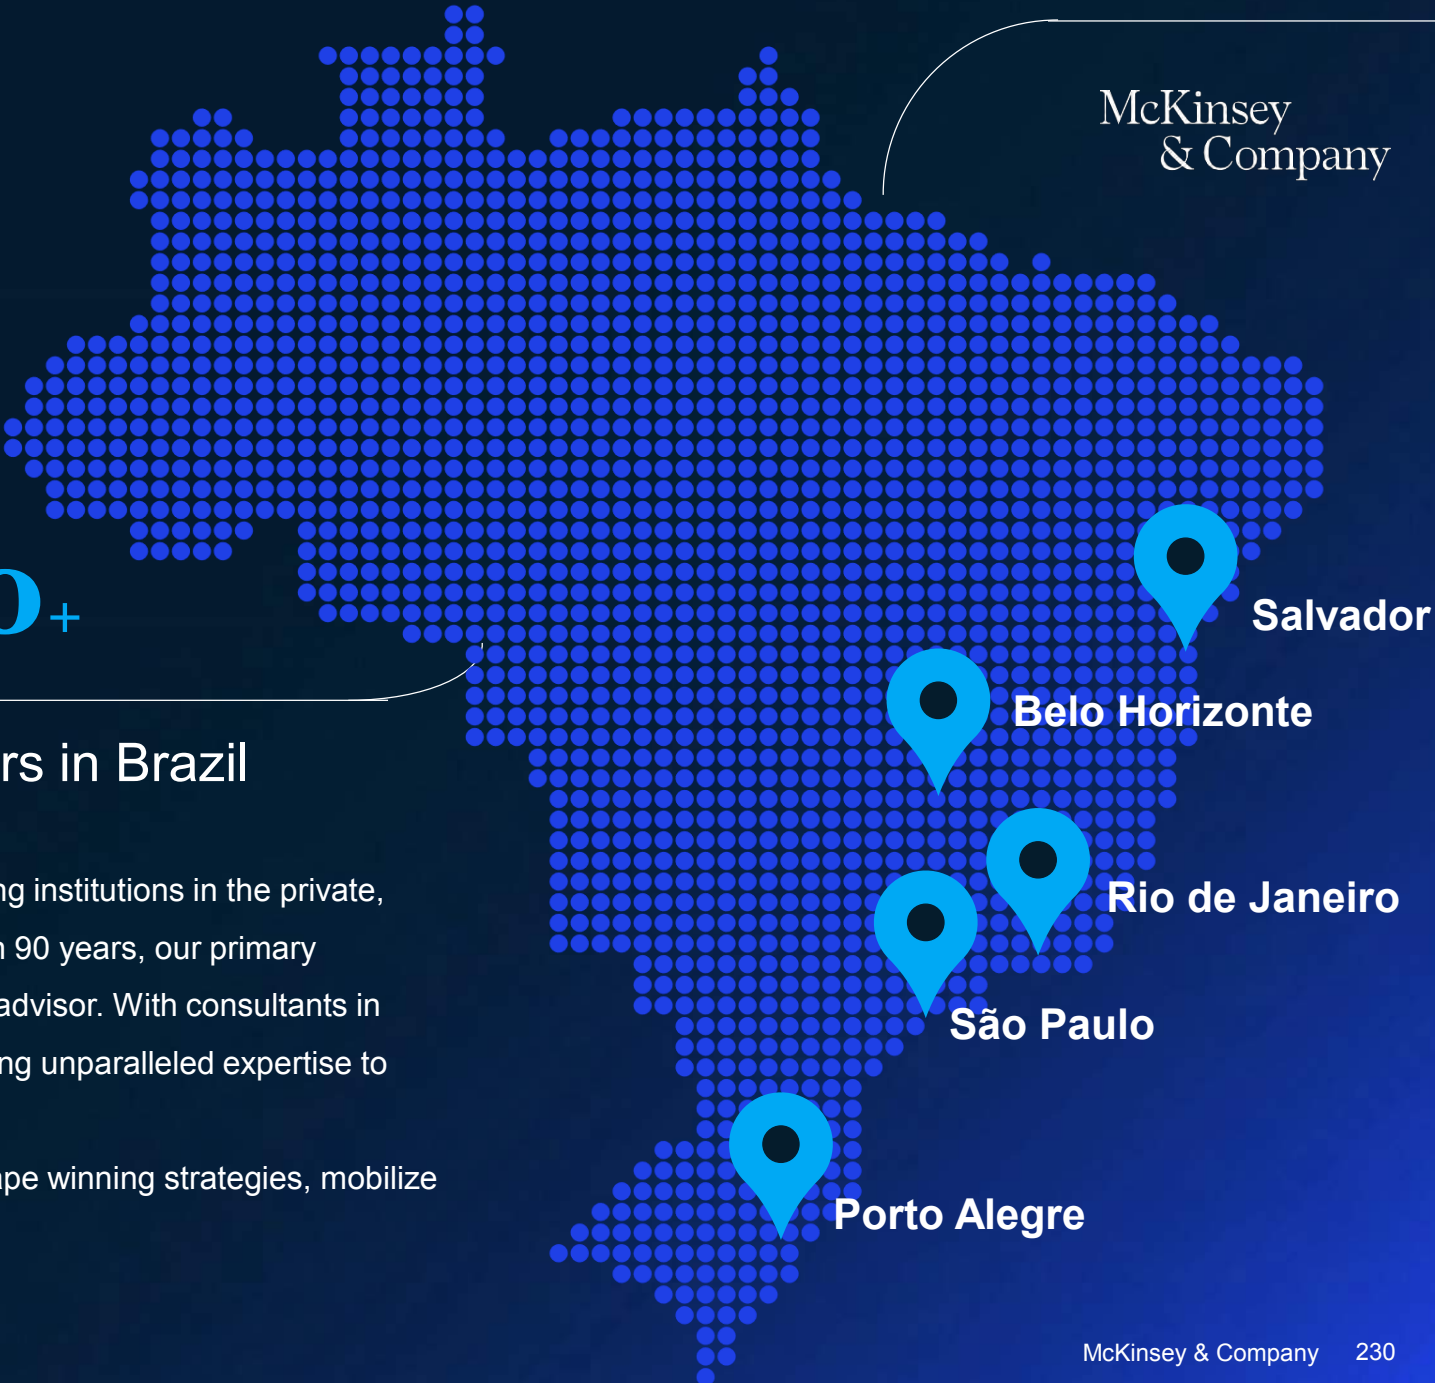 McKinsey
& Company
0+
Salvador
Belo Horizonte
rs in Brazil
Rio de Janeiro
ng institutions in the private,
n 90 years, our primary
advisor. With consultants in
São Paulo
ng unparalleled expertise to
ape winning strategies, mobilize
Porto Alegre
McKinsey & Company 230